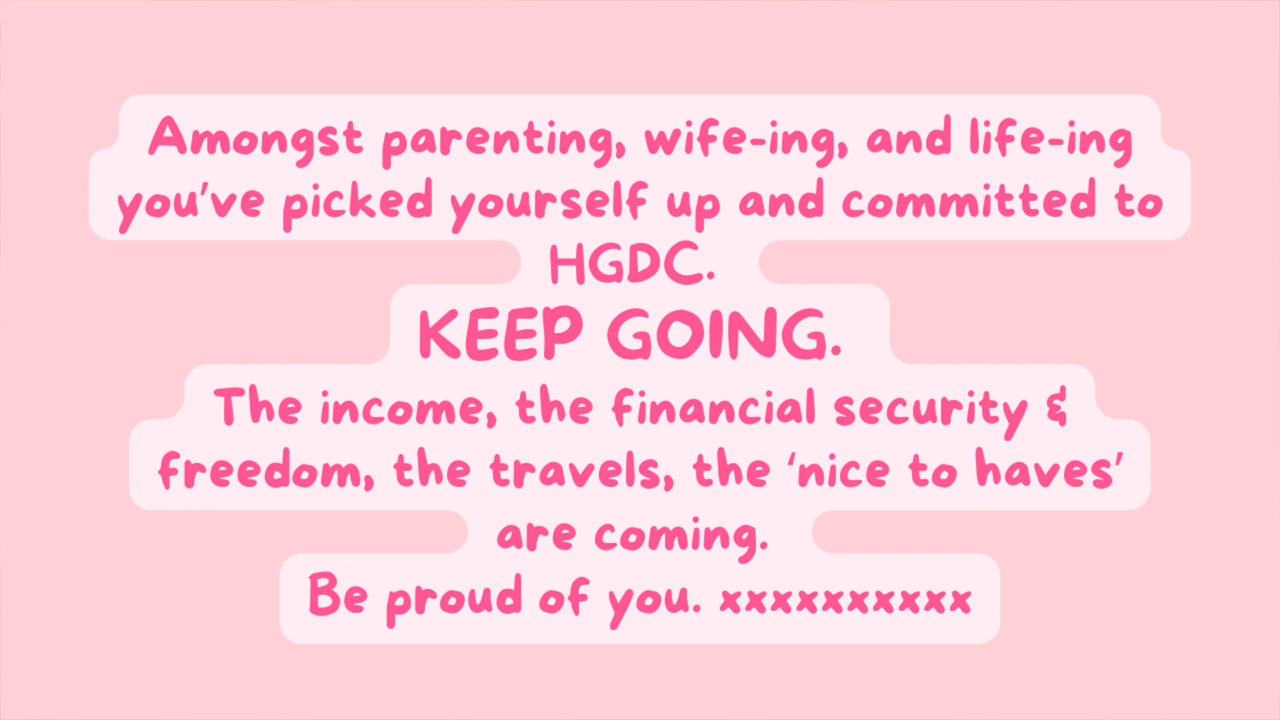 Amongst parenting, wife-ing, and life-ing
you've picked yourself up and committed to
HGDC.
KEEP GOING.
The income, the financial security &
freedom, the travels, the ‘nice to haves’
are coming.
Be proud of you. xxxxxxxxxx